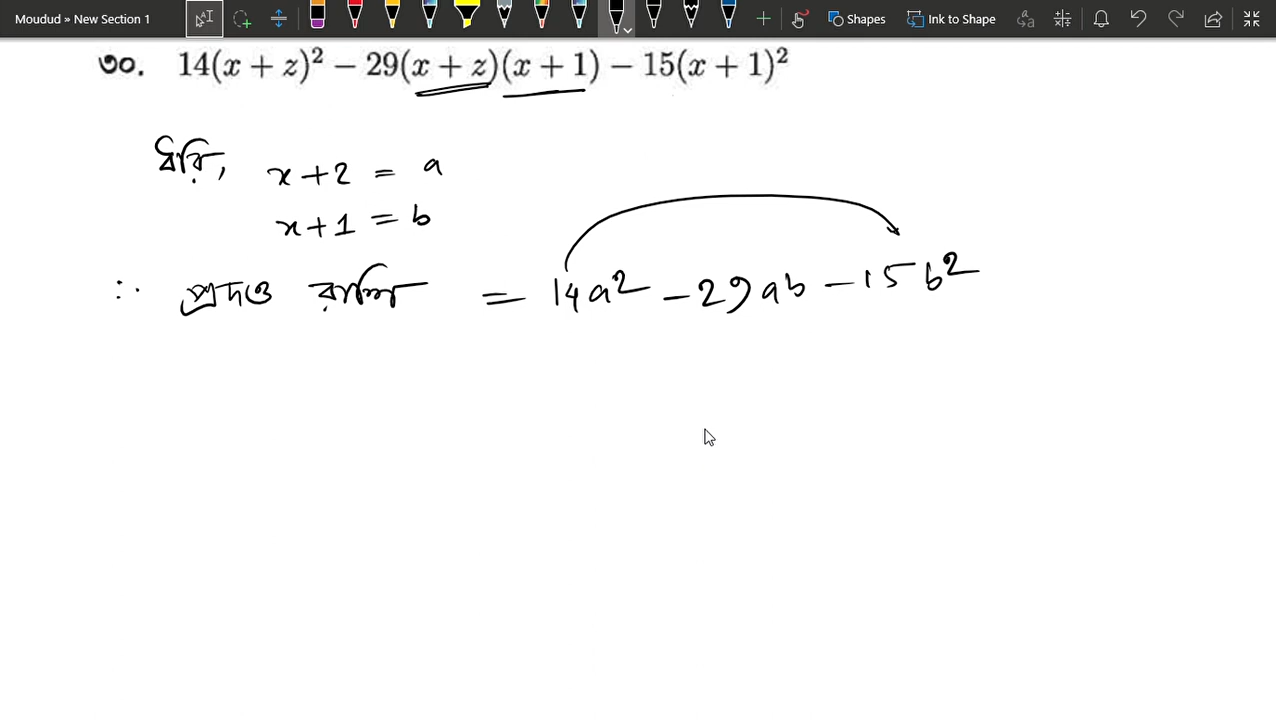 Moudud » New Section 1 Shapes Ink to Shape
৩০. 14(x + z)² − 29(x + z)(x + 1) − 15(x + 1)²
ধরি, x + 2 = a
x + 1 = b
∴ প্রদত্ত রাশি = 14a² − 29ab − 15b²